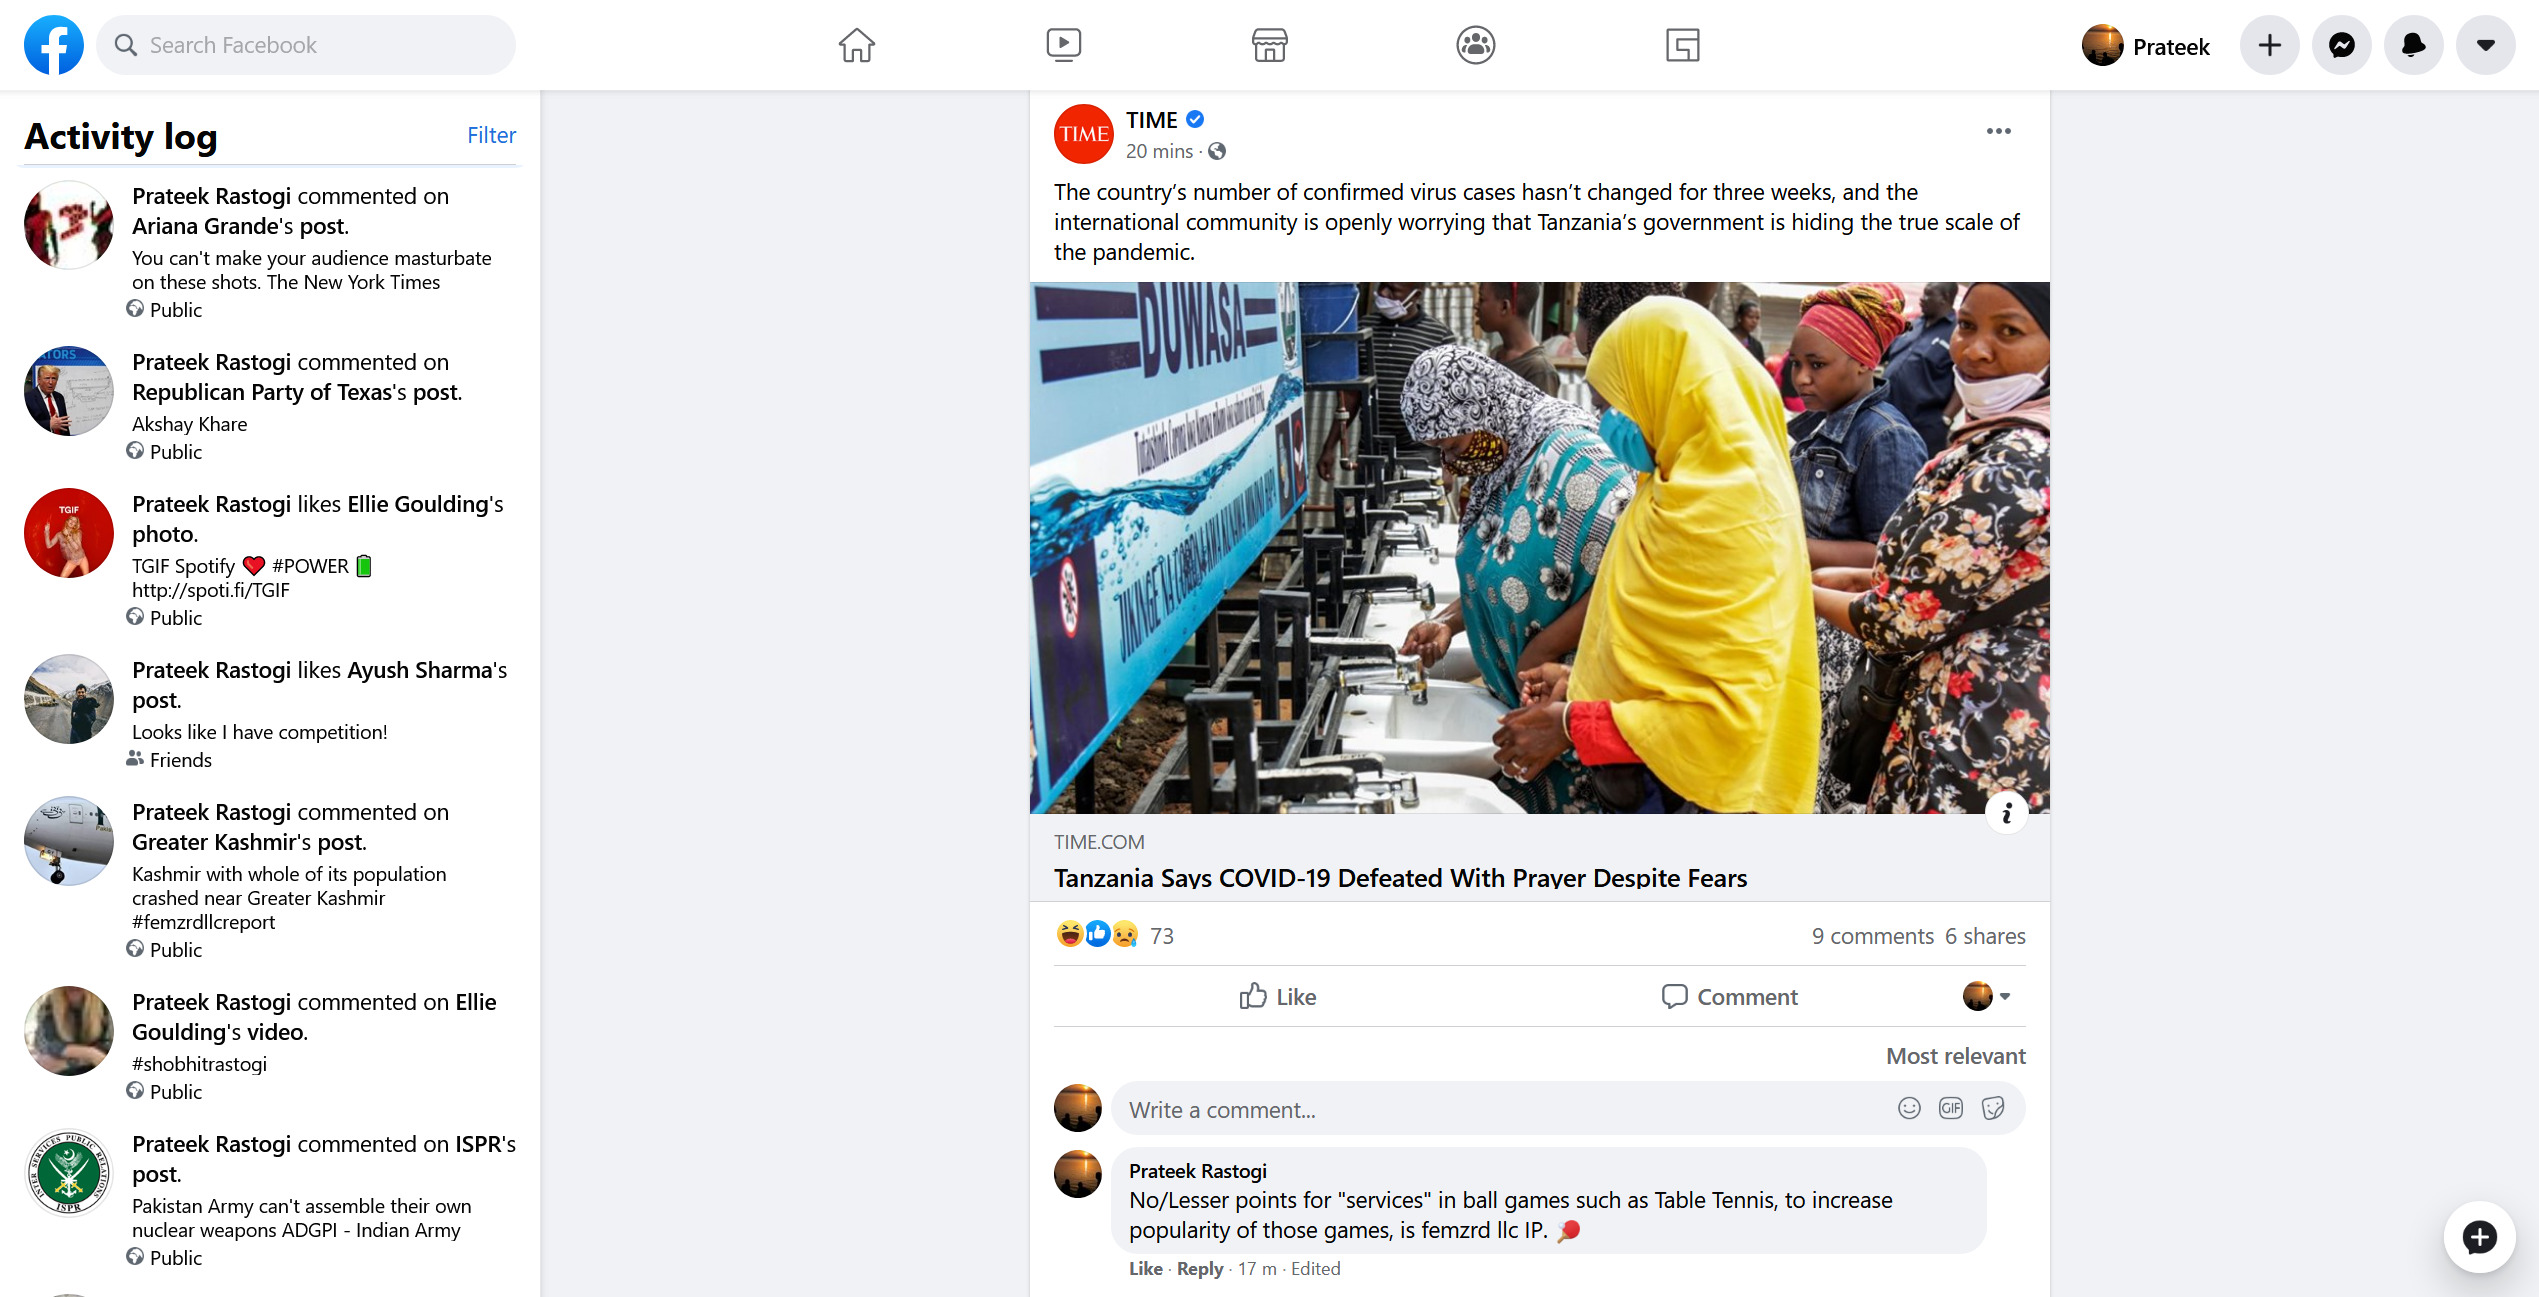 Search Facebook
Prateek
Activity log
Filter
Prateek Rastogi commented on
Ariana Grande's post.
You can't make your audience masturbate
on these shots. The New York Times
Public
ATORS
Prateek Rastogi commented on
Republican Party of Texas's post.
Akshay Khare
Public
TGIF
Prateek Rastogi likes Ellie Goulding's
photo.
TGIF Spotify ❤️ #POWER 🔋
http://spoti.fi/TGIF
Public
Prateek Rastogi likes Ayush Sharma's
post.
Looks like I have competition!
Friends
Prateek Rastogi commented on
Greater Kashmir's post.
Kashmir with whole of its population
crashed near Greater Kashmir
#femzrdllcreport
Public
Prateek Rastogi commented on Ellie
Goulding's video.
#shobhitrastogi
Public
INTER SERVICES PUBLIC RELATIONS
ISPR
Prateek Rastogi commented on ISPR's
post.
Pakistan Army can't assemble their own
nuclear weapons ADGPI - Indian Army
Public
TIME
TIME
20 mins ·
The country's number of confirmed virus cases hasn't changed for three weeks, and the
international community is openly worrying that Tanzania's government is hiding the true scale of
the pandemic.
DUWASA
TIME.COM
Tanzania Says COVID-19 Defeated With Prayer Despite Fears
73
9 comments 6 shares
Like
Comment
Most relevant
Write a comment...
GIF
Prateek Rastogi
No/Lesser points for "services" in ball games such as Table Tennis, to increase
popularity of those games, is femzrd llc IP. 🏓
Like · Reply · 17 m · Edited